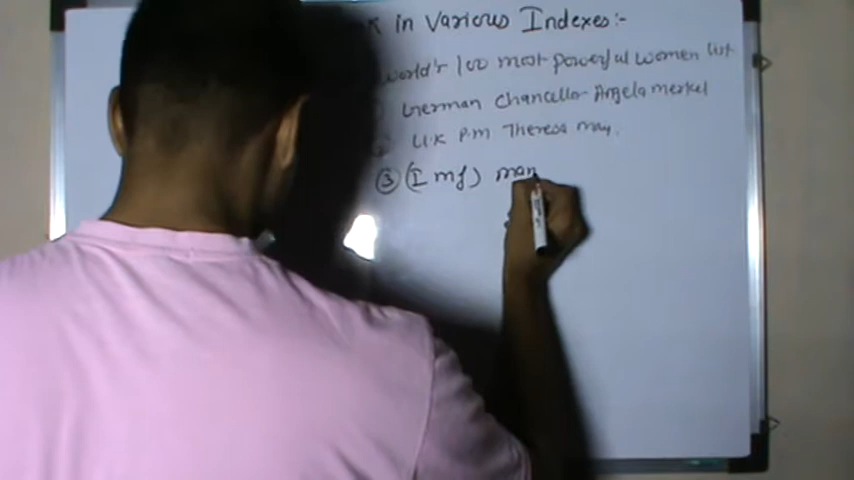 K in Various Indexes:-
world's 100 most powerful women list
German chancellor Angela merkel
U.K P.M Theresa may.
③ (Imf) man